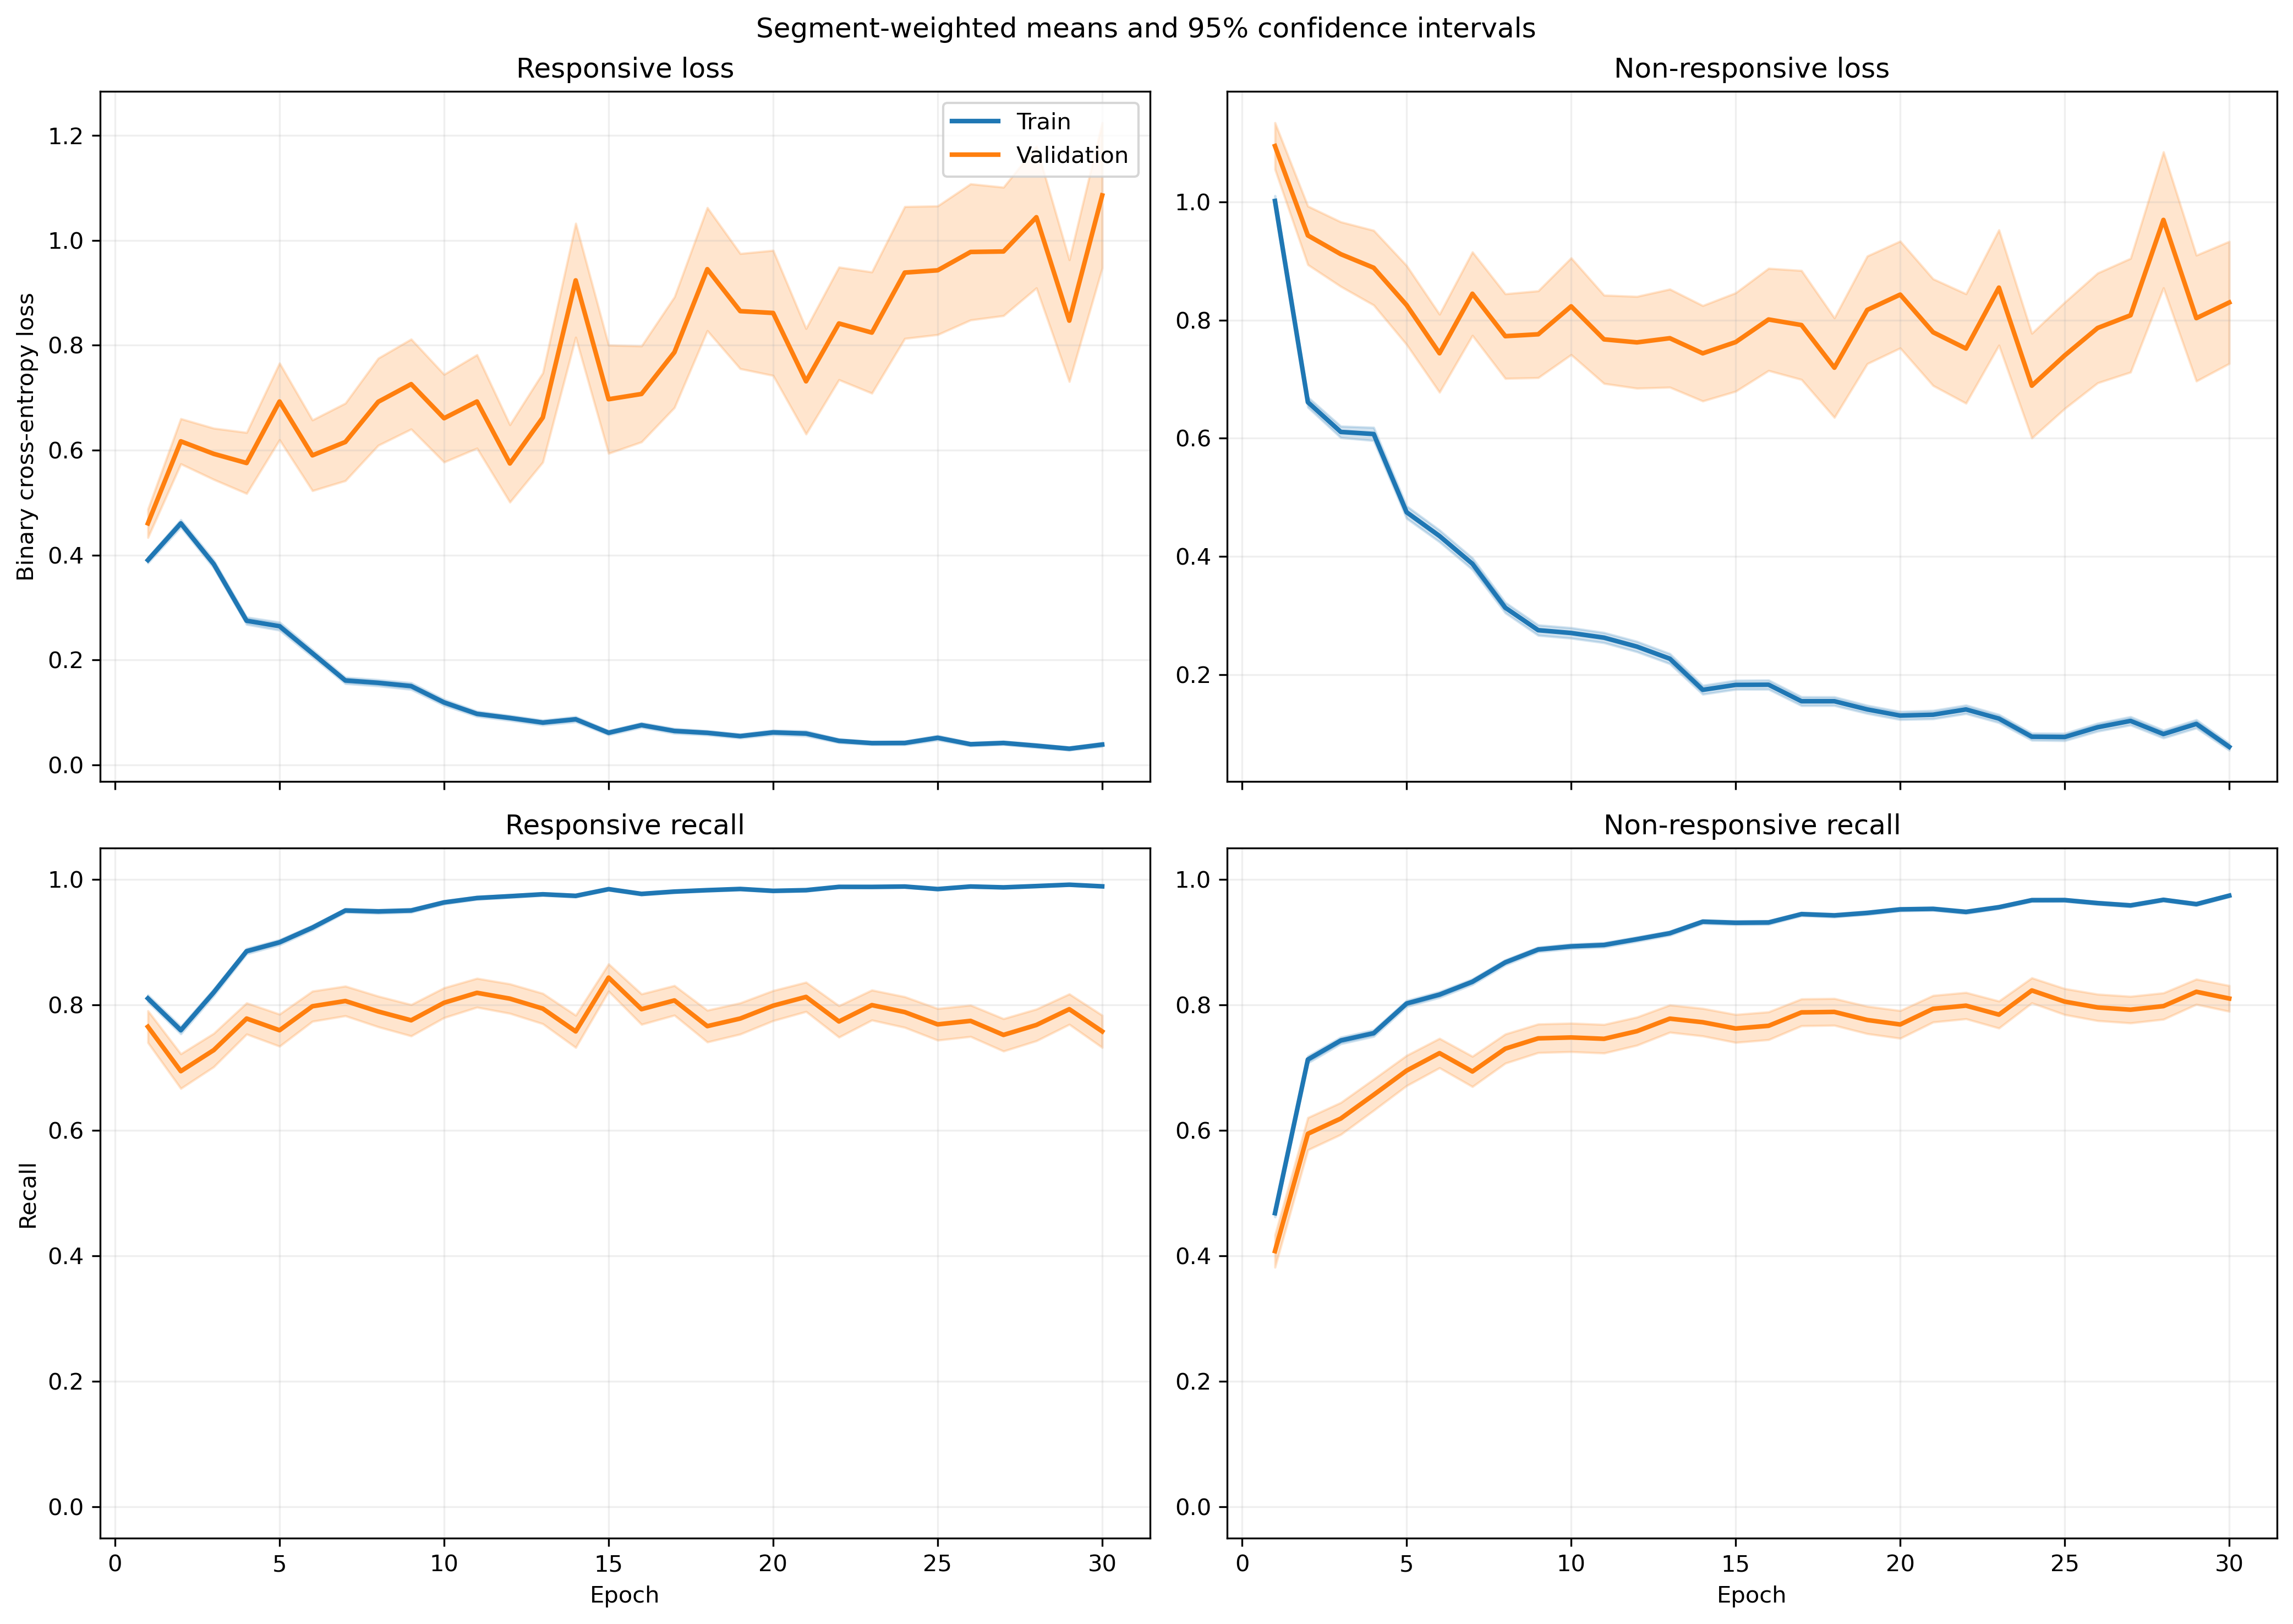 Segment-weighted means and 95% confidence intervals
Responsive loss
Non-responsive loss
Train
Validation
Binary cross-entropy loss
1.2
1.0
0.8
0.6
0.4
0.2
0.0
1.0
0.8
0.6
0.4
0.2
Responsive recall
Non-responsive recall
Recall
1.0
0.8
0.6
0.4
0.2
0.0
1.0
0.8
0.6
0.4
0.2
0.0
0 5 10 15 20 25 30
0 5 10 15 20 25 30
Epoch
Epoch